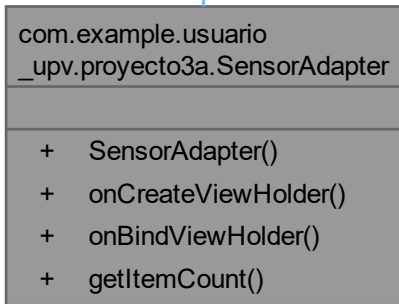 com.example.usuario
_upv.proyecto3a.SensorAdapter
+ SensorAdapter()
+ onCreateViewHolder()
+ onBindViewHolder()
+ getItemCount()